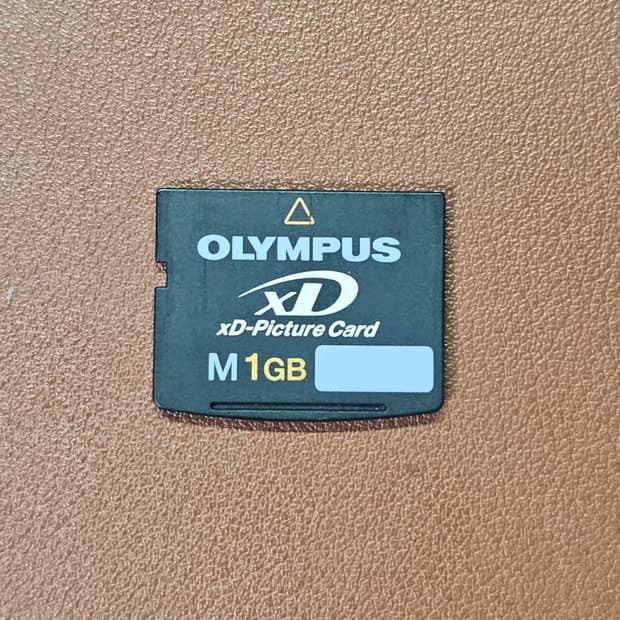 OLYMPUS
xD
xD-Picture Card
M 1GB